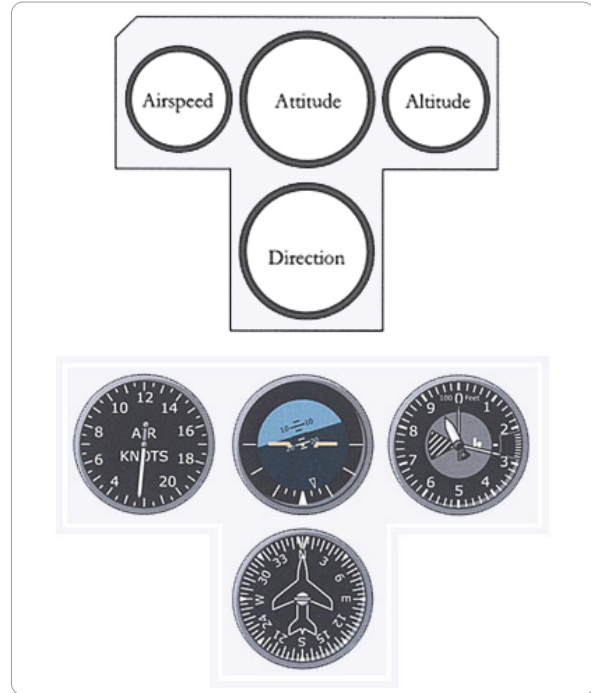 Airspeed
Attitude
Altitude
Direction
12
10 14
8 AIR 16
6 KNOTS 18
4 20
10 10
20 20
100 0 Feet
9 1
8 2
7 3
6 4
5
N
33 3
30 6
W E
24 12
21 15
S